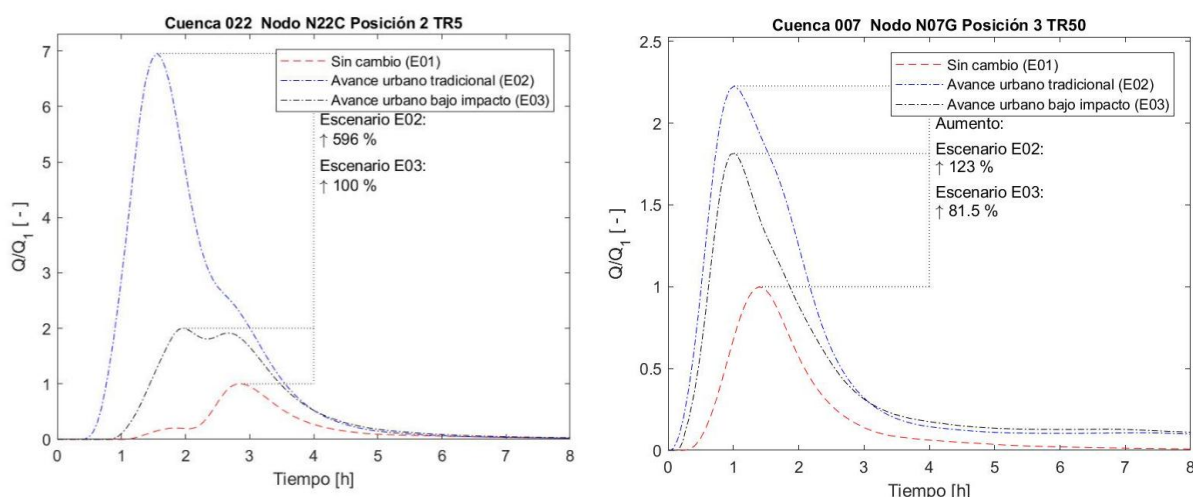 Cuenca 022 Nodo N22C Posición 2 TR5
7
6
5
4
3
2
1
0
Q/Q1 [ - ]
Sin cambio (E01)
Avance urbano tradicional (E02)
Avance urbano bajo impacto (E03)
Escenario E02:
↑ 596 %
Escenario E03:
↑ 100 %
0 1 2 3 4 5 6 7 8
Tiempo [h]
Cuenca 007 Nodo N07G Posición 3 TR50
2.5
2
1.5
1
0.5
0
Q/Q1 [ - ]
Sin cambio (E01)
Avance urbano tradicional (E02)
Avance urbano bajo impacto (E03)
Aumento:
Escenario E02:
↑ 123 %
Escenario E03:
↑ 81.5 %
0 1 2 3 4 5 6 7 8
Tiempo [h]